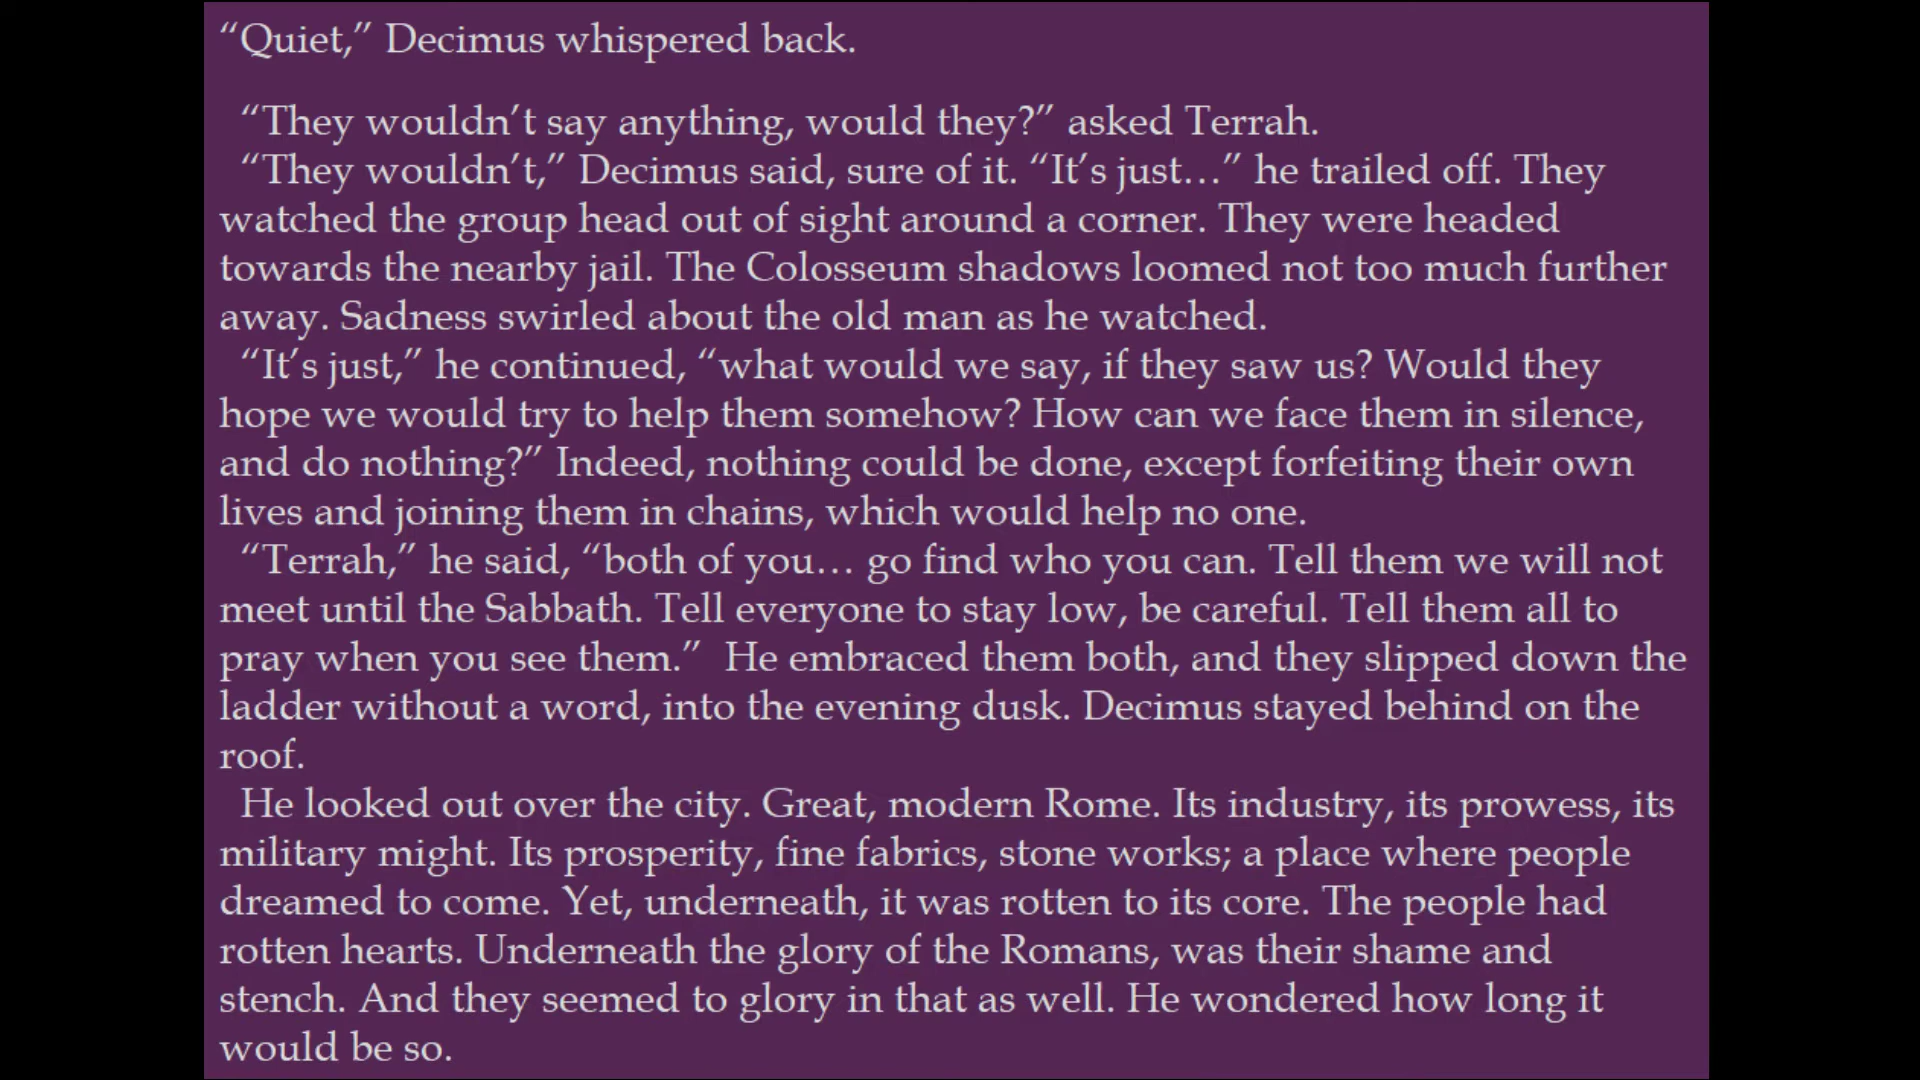 “Quiet,” Decimus whispered back.
“They wouldn’t say anything, would they?” asked Terrah.
“They wouldn’t,” Decimus said, sure of it. “It’s just…” he trailed off. They
watched the group head out of sight around a corner. They were headed
towards the nearby jail. The Colosseum shadows loomed not too much further
away. Sadness swirled about the old man as he watched.
“It’s just,” he continued, “what would we say, if they saw us? Would they
hope we would try to help them somehow? How can we face them in silence,
and do nothing?” Indeed, nothing could be done, except forfeiting their own
lives and joining them in chains, which would help no one.
“Terrah,” he said, “both of you… go find who you can. Tell them we will not
meet until the Sabbath. Tell everyone to stay low, be careful. Tell them all to
pray when you see them.”  He embraced them both, and they slipped down the
ladder without a word, into the evening dusk. Decimus stayed behind on the
roof.
He looked out over the city. Great, modern Rome. Its industry, its prowess, its
military might. Its prosperity, fine fabrics, stone works; a place where people
dreamed to come. Yet, underneath, it was rotten to its core. The people had
rotten hearts. Underneath the glory of the Romans, was their shame and
stench. And they seemed to glory in that as well. He wondered how long it
would be so.